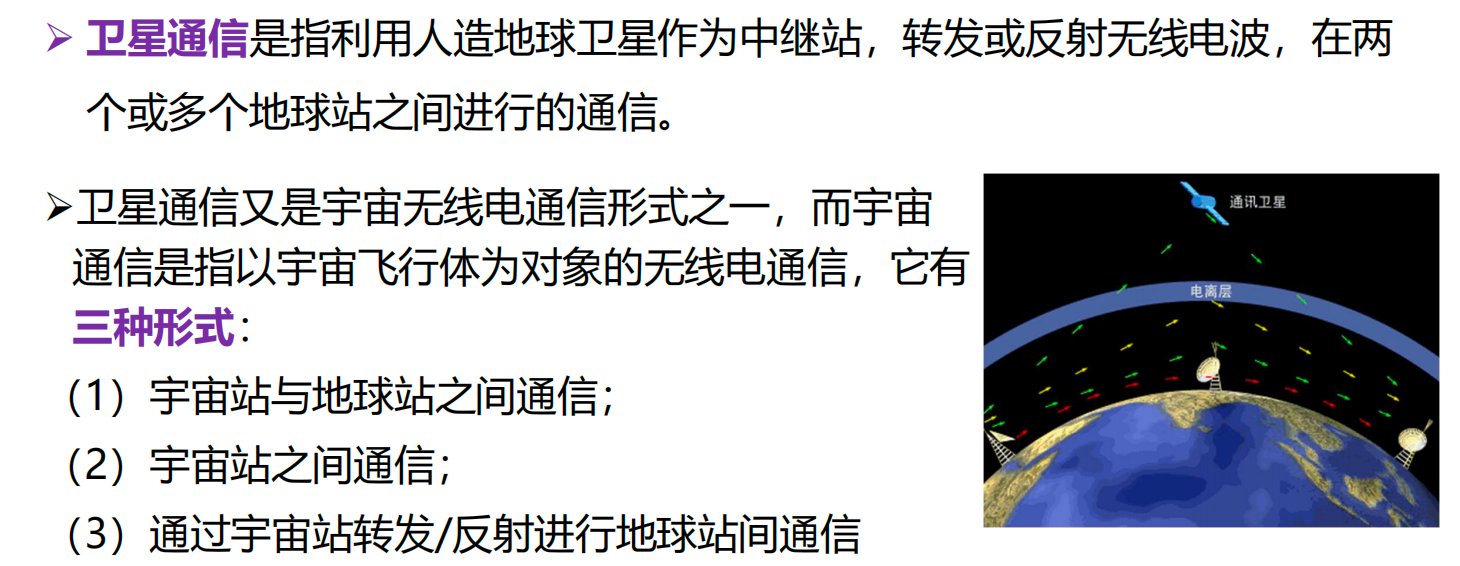 ➢ 卫星通信是指利用人造地球卫星作为中继站，转发或反射无线电波，在两
个或多个地球站之间进行的通信。
➢卫星通信又是宇宙无线电通信形式之一，而宇宙
通信是指以宇宙飞行体为对象的无线电通信，它有
三种形式：
（1）宇宙站与地球站之间通信；
（2）宇宙站之间通信；
（3）通过宇宙站转发/反射进行地球站间通信
通讯卫星
电离层